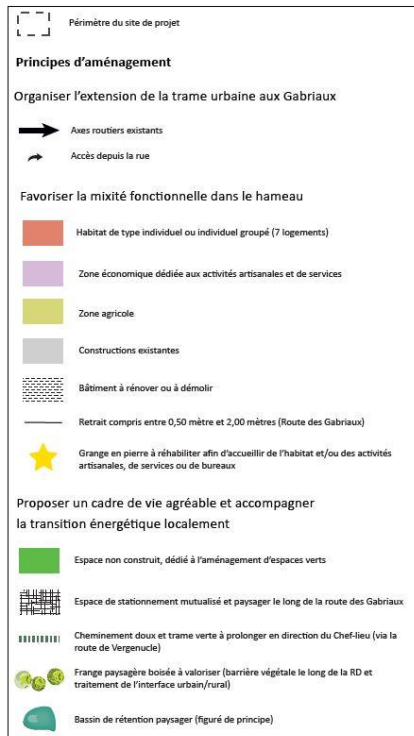 Périmètre du site de projet
Principes d'aménagement
Organiser l'extension de la trame urbaine aux Gabriaux
Axes routiers existants
Accès depuis la rue
Favoriser la mixité fonctionnelle dans le hameau
Habitat de type individuel ou individuel groupé (7 logements)
Zone économique dédiée aux activités artisanales et de services
Zone agricole
Constructions existantes
Bâtiment à rénover ou à démolir
Retrait compris entre 0,50 mètre et 2,00 mètres (Route des Gabriaux)
Grange en pierre à réhabiliter afin d'accueillir de l'habitat et/ou des activités
artisanales, de services ou de bureaux
Proposer un cadre de vie agréable et accompagner
la transition énergétique localement
Espace non construit, dédié à l'aménagement d'espaces verts
Espace de stationnement mutualisé et paysager le long de la route des Gabriaux
Cheminement doux et trame verte à prolonger en direction du Chef-lieu (via la
route de Vergenucle)
Frange paysagère boisée à valoriser (barrière végétale le long de la RD et
traitement de l'interface urbain/rural)
Bassin de rétention paysager (figuré de principe)